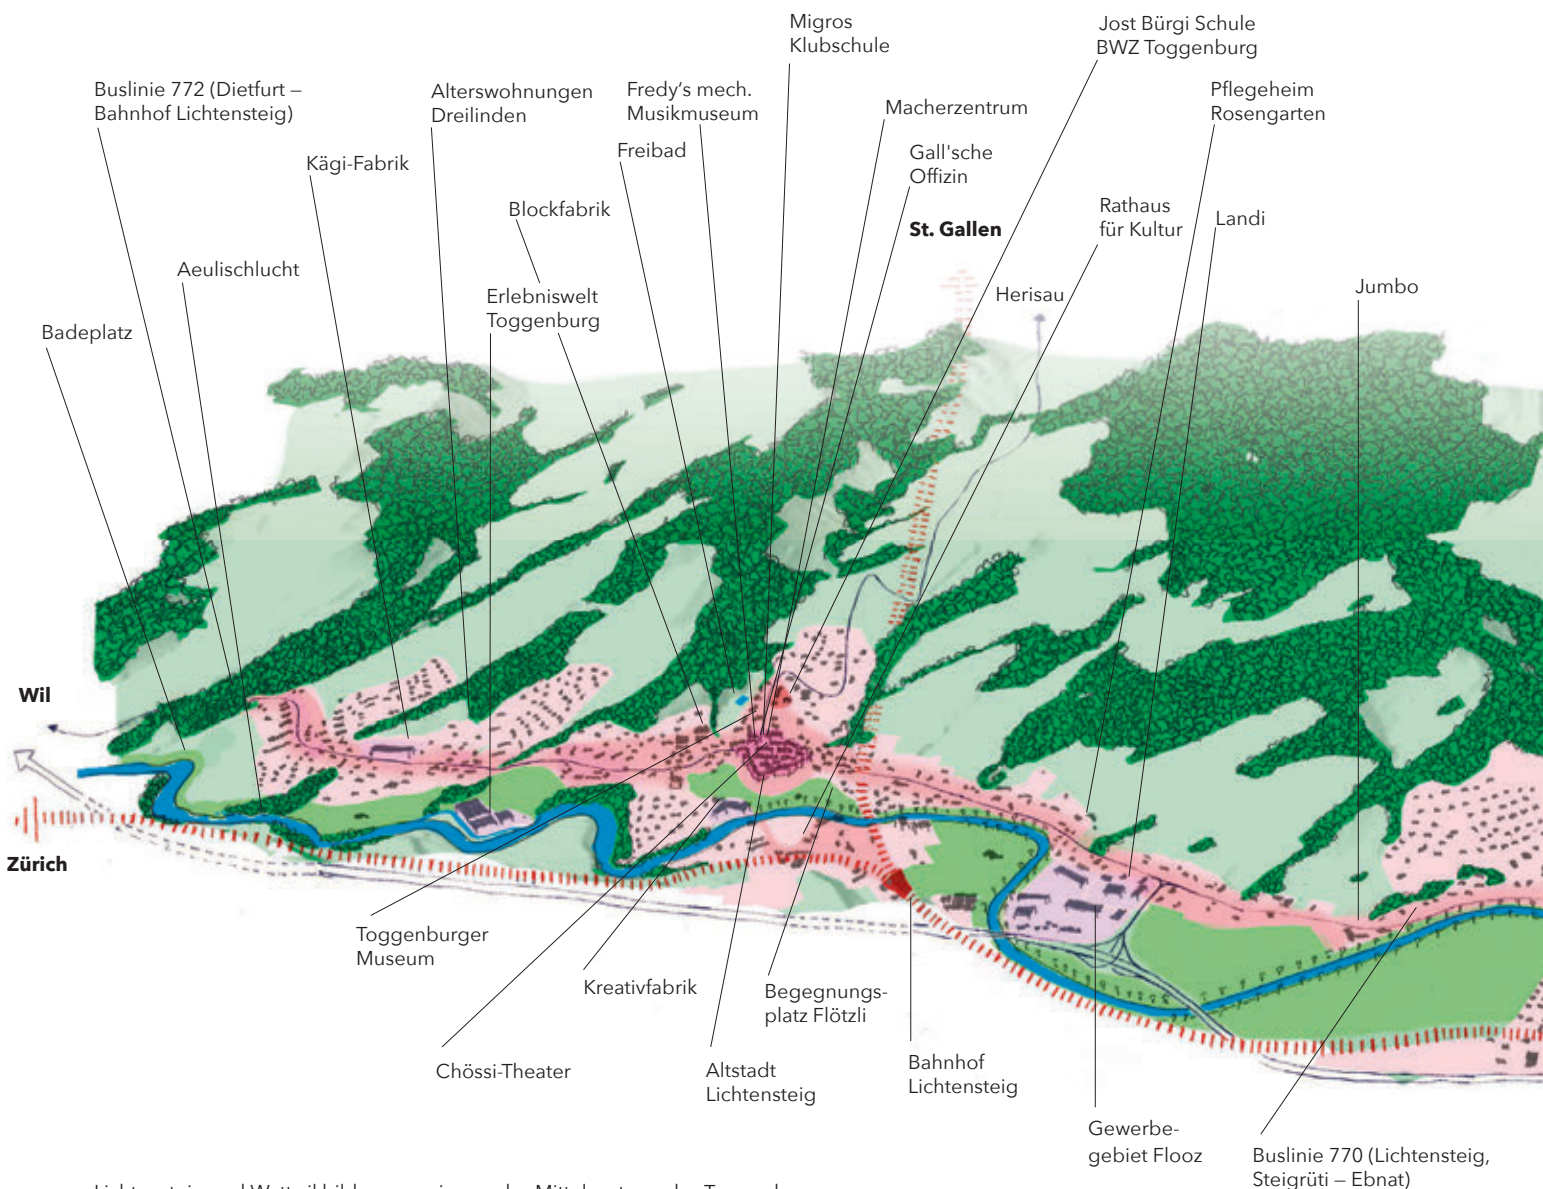 Migros
Klubschule
Jost Bürgi Schule
BWZ Toggenburg
Buslinie 772 (Dietfurt –
Bahnhof Lichtensteig)
Alterswohnungen
Dreilinden
Fredy's mech.
Musikmuseum
Macherzentrum
Pflegeheim
Rosengarten
Freibad
Gall'sche
Offizin
Kägi-Fabrik
Blockfabrik
Rathaus
für Kultur
Landi
St. Gallen
Aeulischlucht
Erlebniswelt
Toggenburg
Herisau
Jumbo
Badeplatz
Wil
Zürich
Toggenburger
Museum
Kreativfabrik
Begegnungs-
platz Flötzli
Chössi-Theater
Altstadt
Lichtensteig
Bahnhof
Lichtensteig
Gewerbe-
gebiet Flooz
Buslinie 770 (Lichtensteig,
Steigrüti – Ebnat)